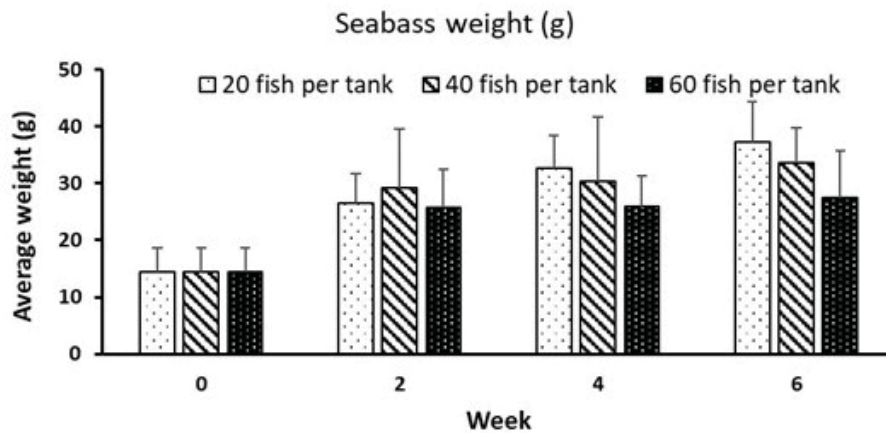 Seabass weight (g)
20 fish per tank 40 fish per tank 60 fish per tank
Average weight (g)
50
40
30
20
10
0
0 2 4 6
Week